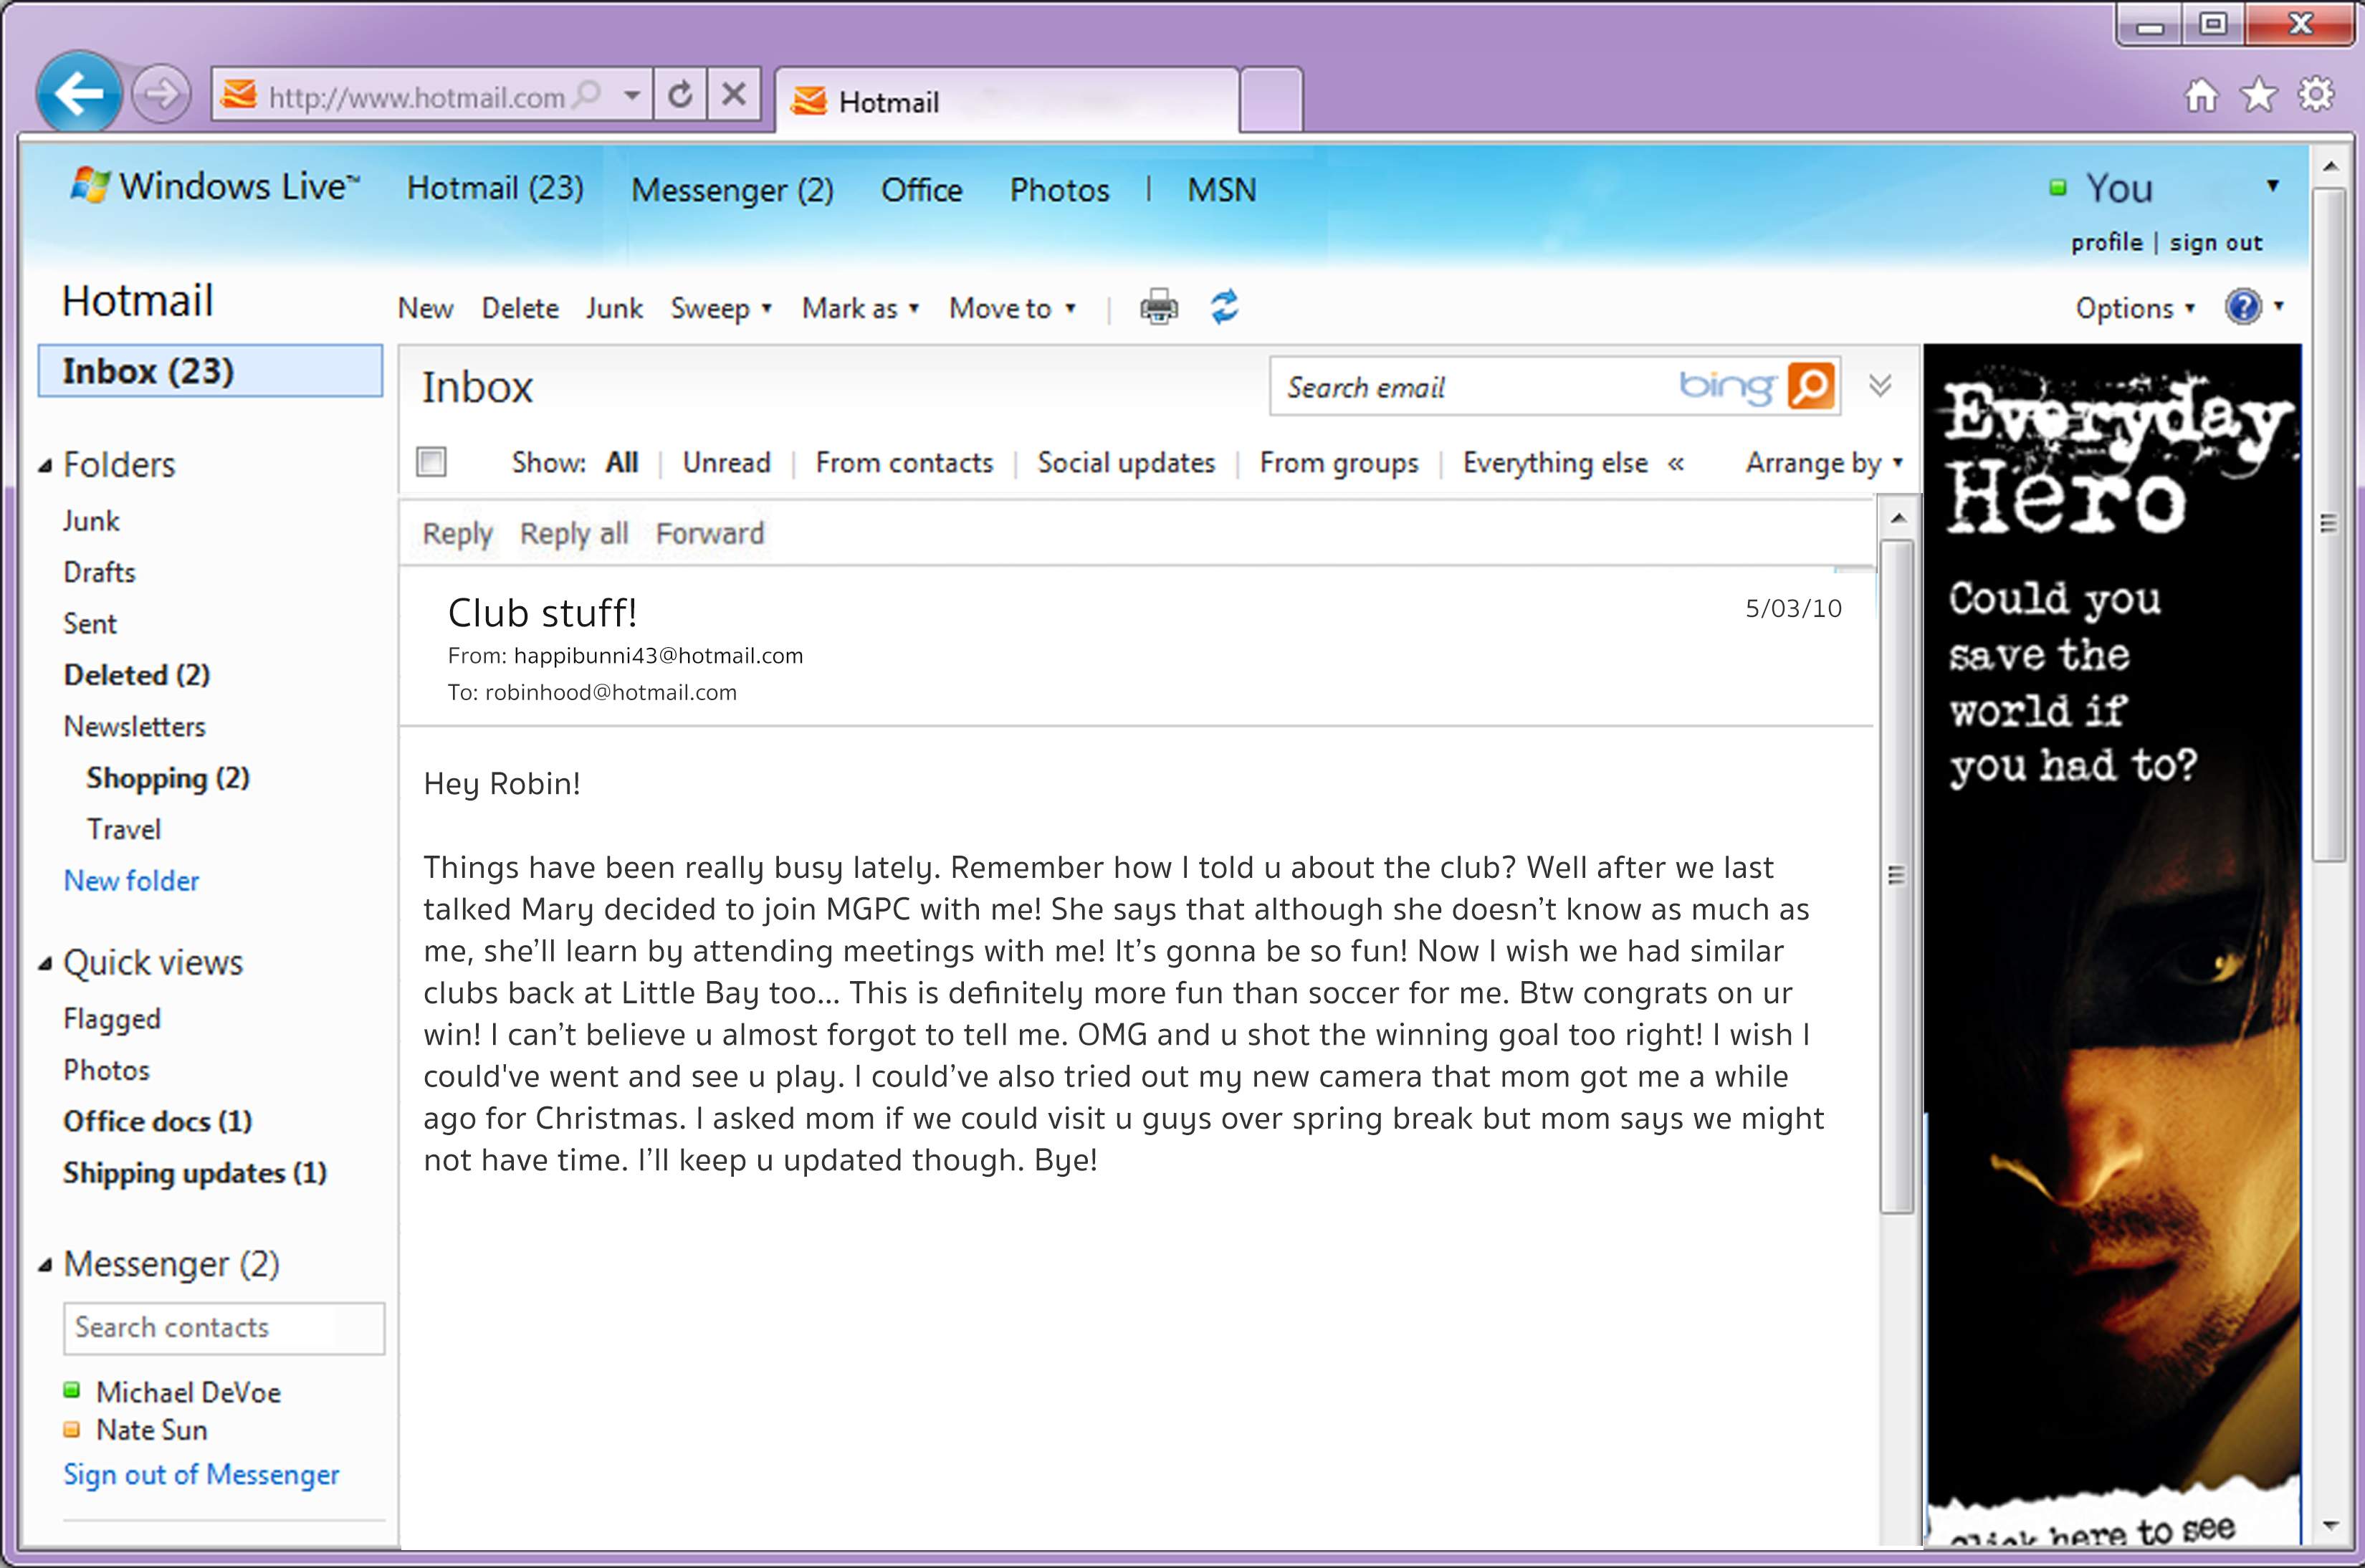 http://www.hotmail.com
Hotmail
Windows Live™ Hotmail (23) Messenger (2) Office Photos | MSN
You
profile | sign out
Hotmail
New Delete Junk Sweep Mark as Move to | Options
Inbox (23)
Folders
Junk
Drafts
Sent
Deleted (2)
Newsletters
Shopping (2)
Travel
New folder
Quick views
Flagged
Photos
Office docs (1)
Shipping updates (1)
Messenger (2)
Search contacts
Michael DeVoe
Nate Sun
Sign out of Messenger
Inbox
Search email bing
Show: All | Unread | From contacts | Social updates | From groups | Everything else « Arrange by
Reply Reply all Forward
Club stuff! 5/03/10
From: happibunni43@hotmail.com
To: robinhood@hotmail.com
Hey Robin!
Things have been really busy lately. Remember how I told u about the club? Well after we last
talked Mary decided to join MGPC with me! She says that although she doesn’t know as much as
me, she’ll learn by attending meetings with me! It’s gonna be so fun! Now I wish we had similar
clubs back at Little Bay too... This is definitely more fun than soccer for me. Btw congrats on ur
win! I can’t believe u almost forgot to tell me. OMG and u shot the winning goal too right! I wish I
could've went and see u play. I could’ve also tried out my new camera that mom got me a while
ago for Christmas. I asked mom if we could visit u guys over spring break but mom says we might
not have time. I’ll keep u updated though. Bye!
Everyday
Hero
Could you
save the
world if
you had to?
click here to see